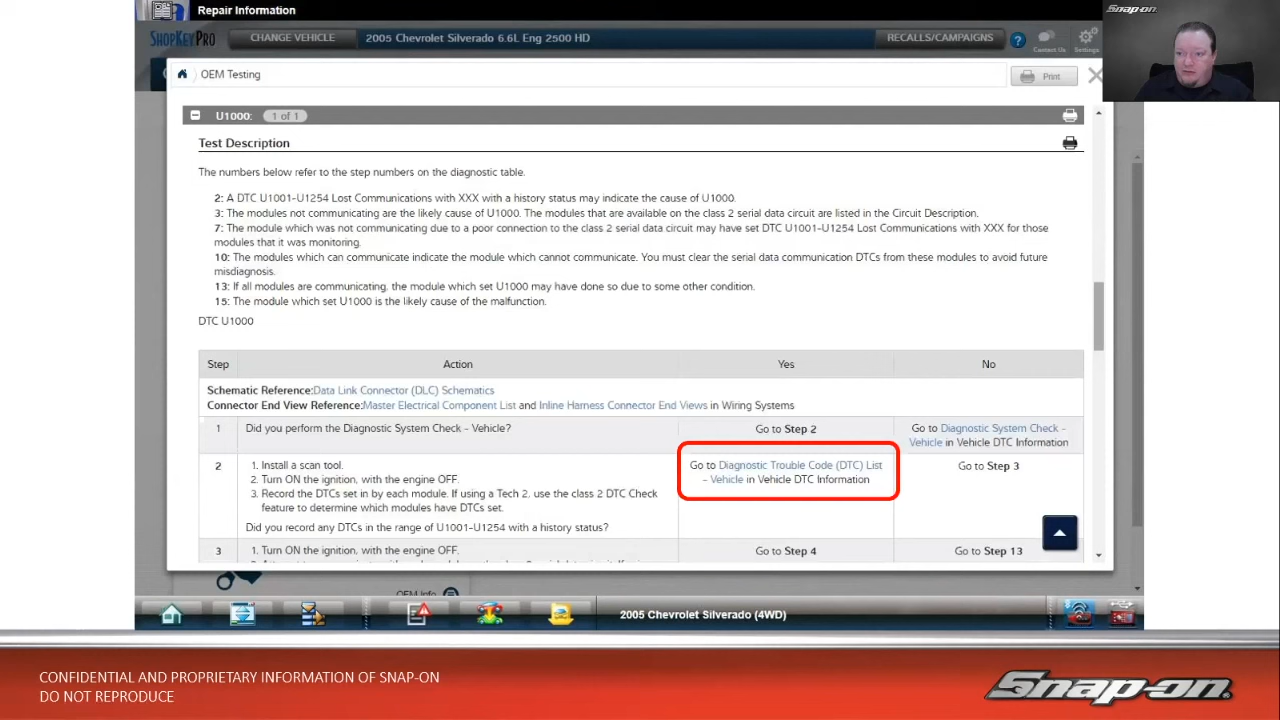 Repair Information
Snap-on
ShopKeyPro
CHANGE VEHICLE
2005 Chevrolet Silverado 6.6L Eng 2500 HD
RECALLS/CAMPAIGNS
?
Contact Us
Settings
OEM Testing
Print
U1000:
1 of 1
Test Description
The numbers below refer to the step numbers on the diagnostic table.
2: A DTC U1001-U1254 Lost Communications with XXX with a history status may indicate the cause of U1000.
3: The modules not communicating are the likely cause of U1000. The modules that are available on the class 2 serial data circuit are listed in the Circuit Description.
7: The module which was not communicating due to a poor connection to the class 2 serial data circuit may have set DTC U1001-U1254 Lost Communications with XXX for those
modules that it was monitoring.
10: The modules which can communicate indicate the module which cannot communicate. You must clear the serial data communication DTCs from these modules to avoid future
misdiagnosis.
13: If all modules are communicating, the module which set U1000 may have done so due to some other condition.
15: The module which set U1000 is the likely cause of the malfunction.
DTC U1000
Step Action Yes No
Schematic Reference:Data Link Connector (DLC) Schematics
Connector End View Reference:Master Electrical Component List and Inline Harness Connector End Views in Wiring Systems
1 Did you perform the Diagnostic System Check - Vehicle? Go to Step 2
Go to Diagnostic System Check -
Vehicle in Vehicle DTC Information
2
1. Install a scan tool.
2. Turn ON the ignition, with the engine OFF.
3. Record the DTCs set in by each module. If using a Tech 2, use the class 2 DTC Check
feature to determine which modules have DTCs set.
Did you record any DTCs in the range of U1001-U1254 with a history status?
Go to Diagnostic Trouble Code (DTC) List
- Vehicle in Vehicle DTC Information
Go to Step 3
3 1. Turn ON the ignition, with the engine OFF. Go to Step 4 Go to Step 13
OEM Info
2005 Chevrolet Silverado (4WD)
CONFIDENTIAL AND PROPRIETARY INFORMATION OF SNAP-ON
DO NOT REPRODUCE
Snap-on